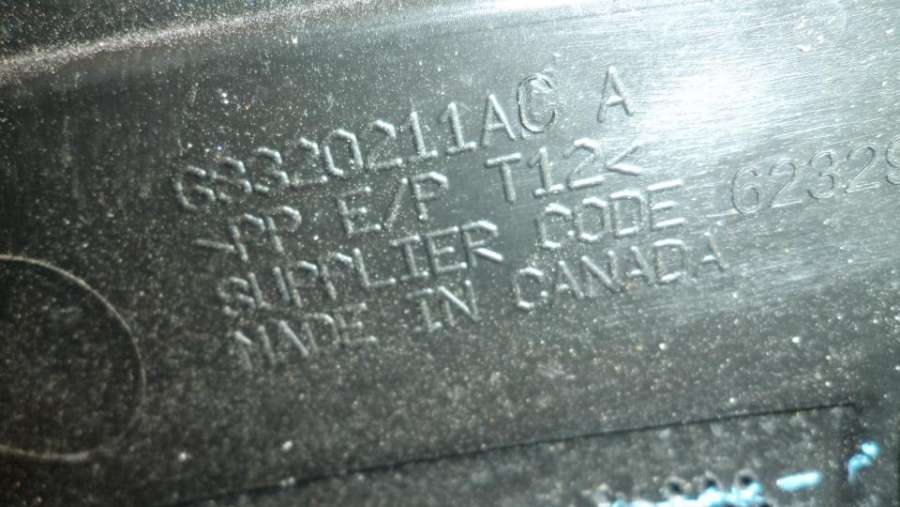 68320211AC A
>PP E/P T12<
SUPPLIER CODE 62329
MADE IN CANADA